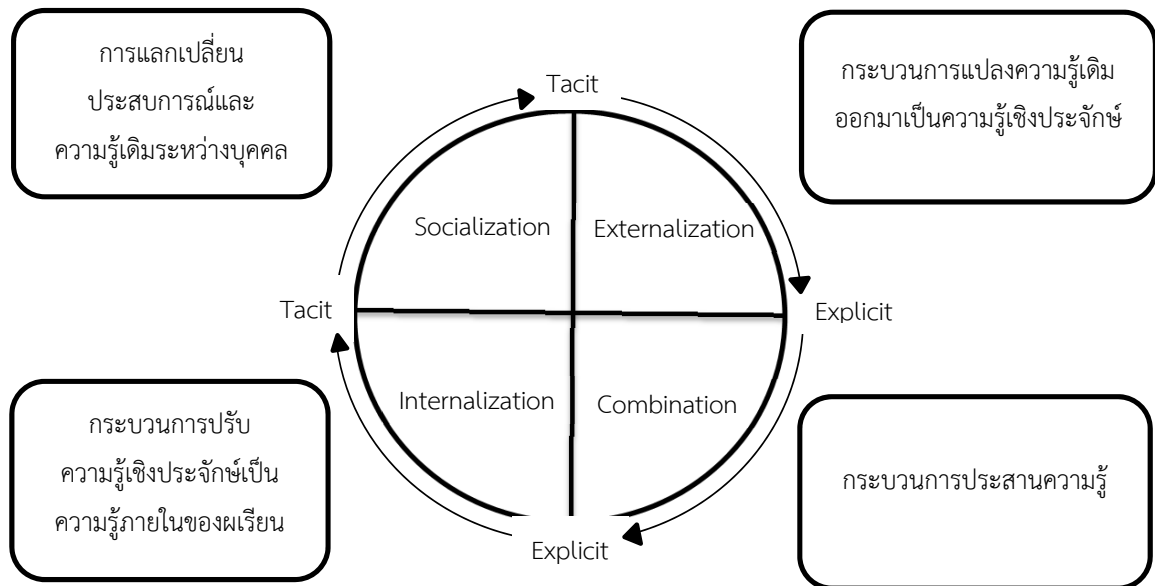 การแลกเปลี่ยน
ประสบการณ์และ
ความรู้เดิมระหว่างบุคคล
กระบวนการแปลงความรู้เดิม
ออกมาเป็นความรู้เชิงประจักษ์
Tacit
Socialization
Externalization
Tacit
Explicit
Internalization
Combination
กระบวนการปรับ
ความรู้เชิงประจักษ์เป็น
ความรู้ภายในของผเรียน
กระบวนการประสานความรู้
Explicit